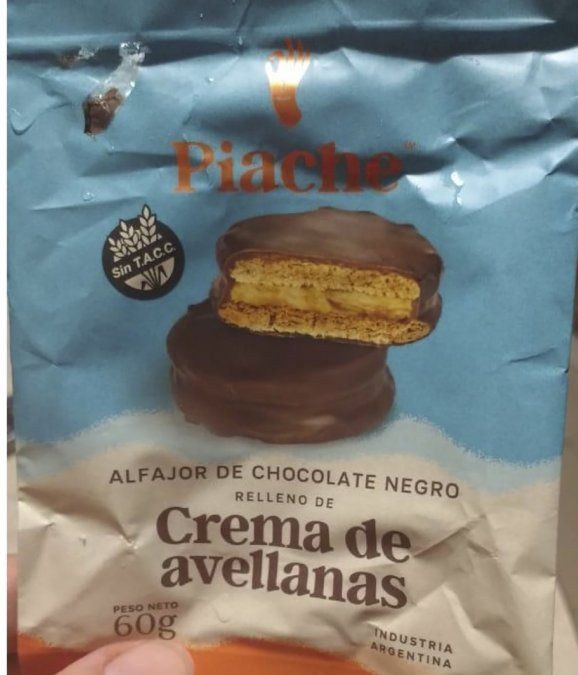 Piache
Sin T.A.C.C.
ALFAJOR DE CHOCOLATE NEGRO
RELLENO DE
Crema de
avellanas
PESO NETO
60g
INDUSTRIA
ARGENTINA